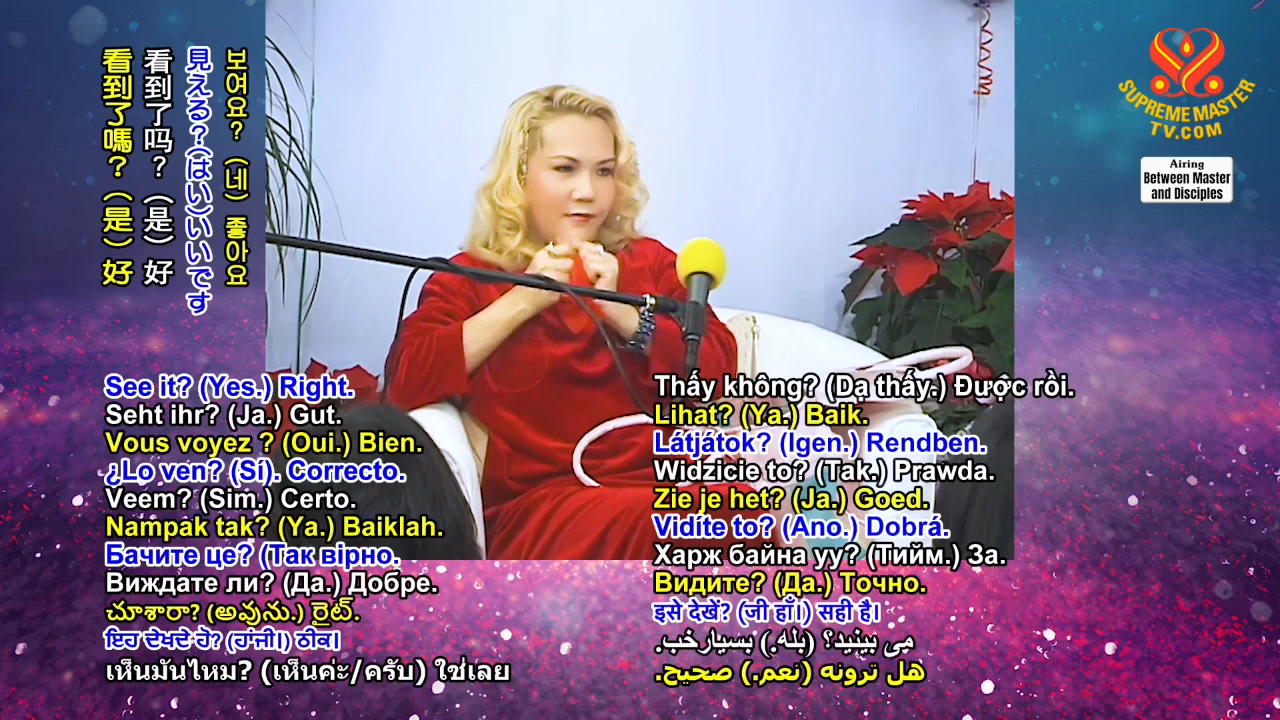 看到了嗎？（是）好
看到了吗？（是）好
見える？（はい）いいです
보여요? (네) 좋아요
SUPREME MASTER
TV.COM
Airing
Between Master
and Disciples
See it? (Yes.) Right.
Seht ihr? (Ja.) Gut.
Vous voyez ? (Oui.) Bien.
¿Lo ven? (Sí). Correcto.
Veem? (Sim.) Certo.
Nampak tak? (Ya.) Baiklah.
Бачите це? (Так вірно.
Виждате ли? (Да.) Добре.
చూశారా? (అవును.) రైట్.
ਇਹ ਦੇਖਦੇ ਹੋ? (ਹਾਂਜੀ।) ਠੀਕ।
เห็นมันไหม? (เห็นค่ะ/ครับ) ใช่เลย
Thấy không? (Dạ thấy.) Được rồi.
Lihat? (Ya.) Baik.
Látjátok? (Igen.) Rendben.
Widzicie to? (Tak.) Prawda.
Zie je het? (Ja.) Goed.
Vidíte to? (Ano.) Dobrá.
Харж байна уу? (Тийм.) За.
Видите? (Да.) Точно.
इसे देखें? (जी हाँ।) सही है।
می بینید؟ (بله.) بسیارخب.
هل ترونه (نعم.) صحيح.